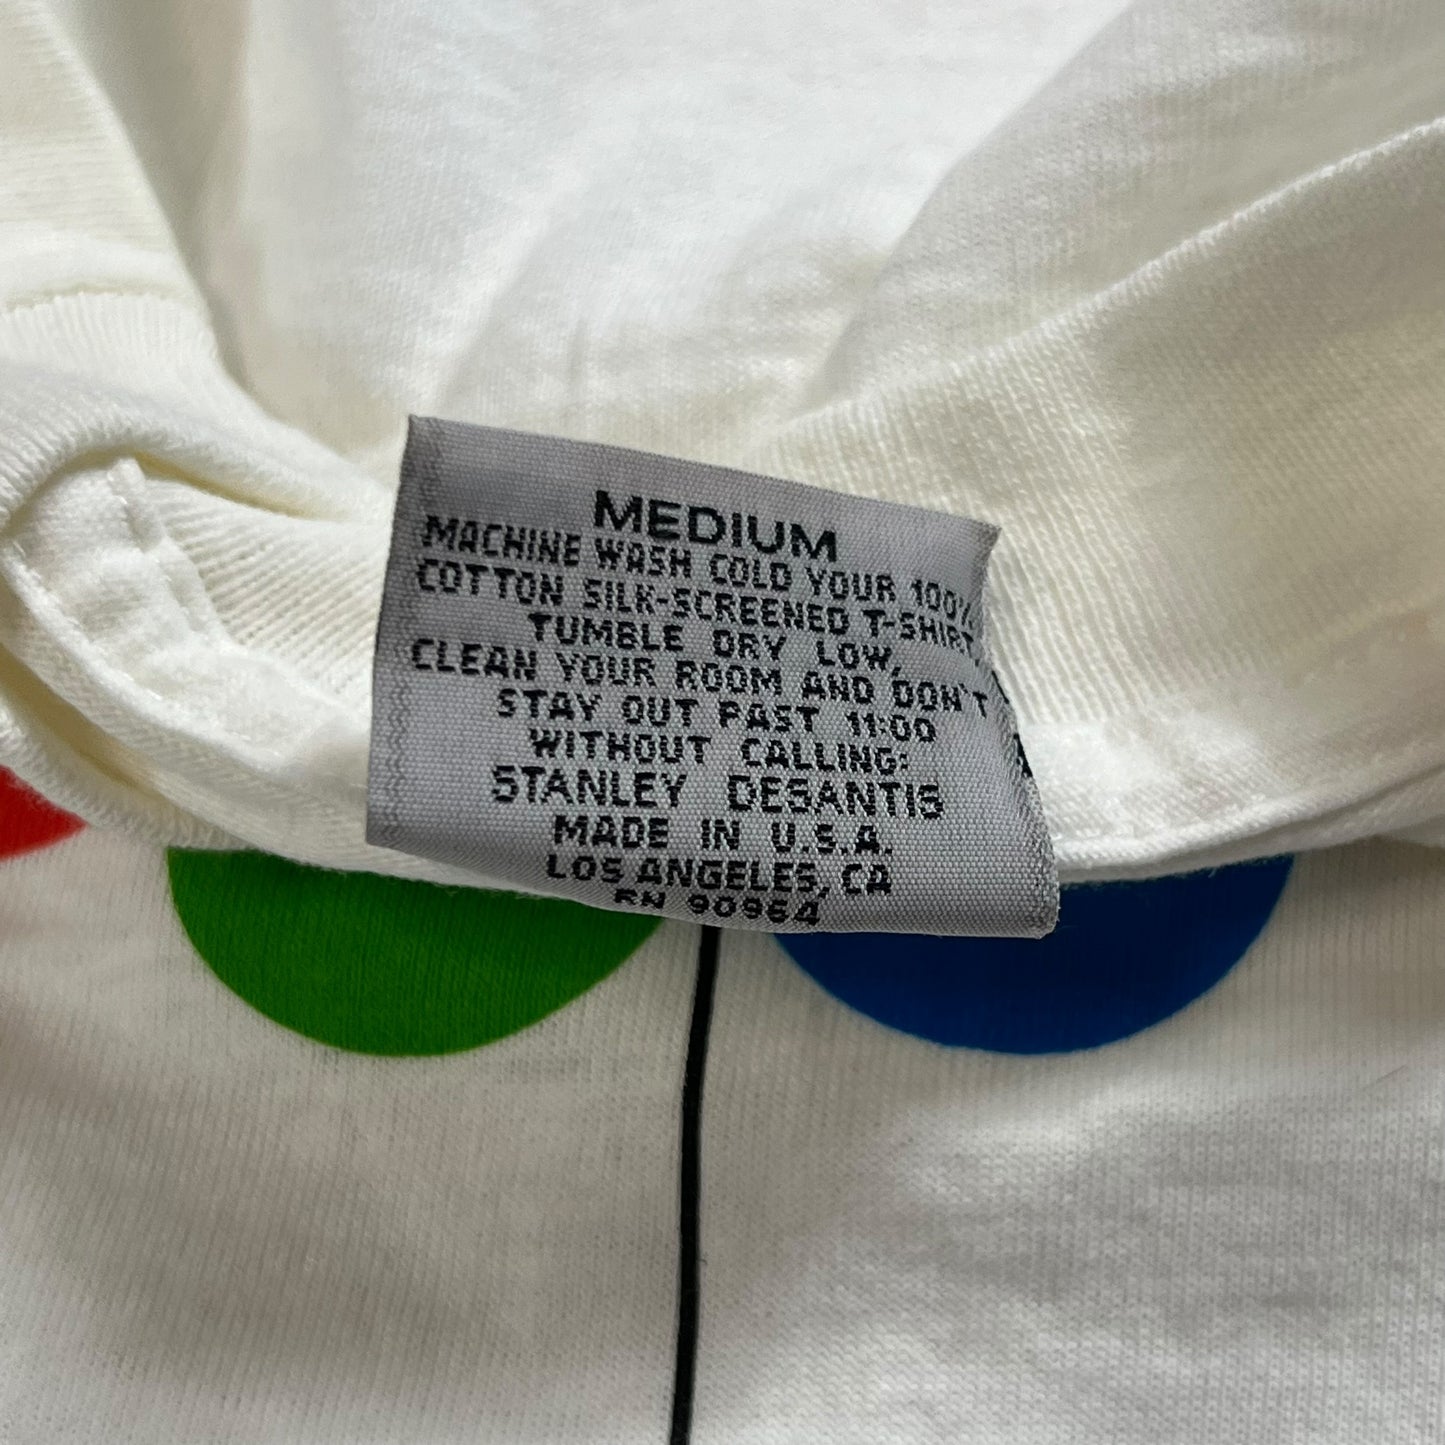 MEDIUM
MACHINE WASH COLD YOUR 100%
COTTON SILK-SCREENED T-SHIRT,
TUMBLE DRY LOW,
CLEAN YOUR ROOM AND DON'T
STAY OUT PAST 11:00
WITHOUT CALLING:
STANLEY DESANTIS
MADE IN U.S.A.
LOS ANGELES, CA
RN 90964